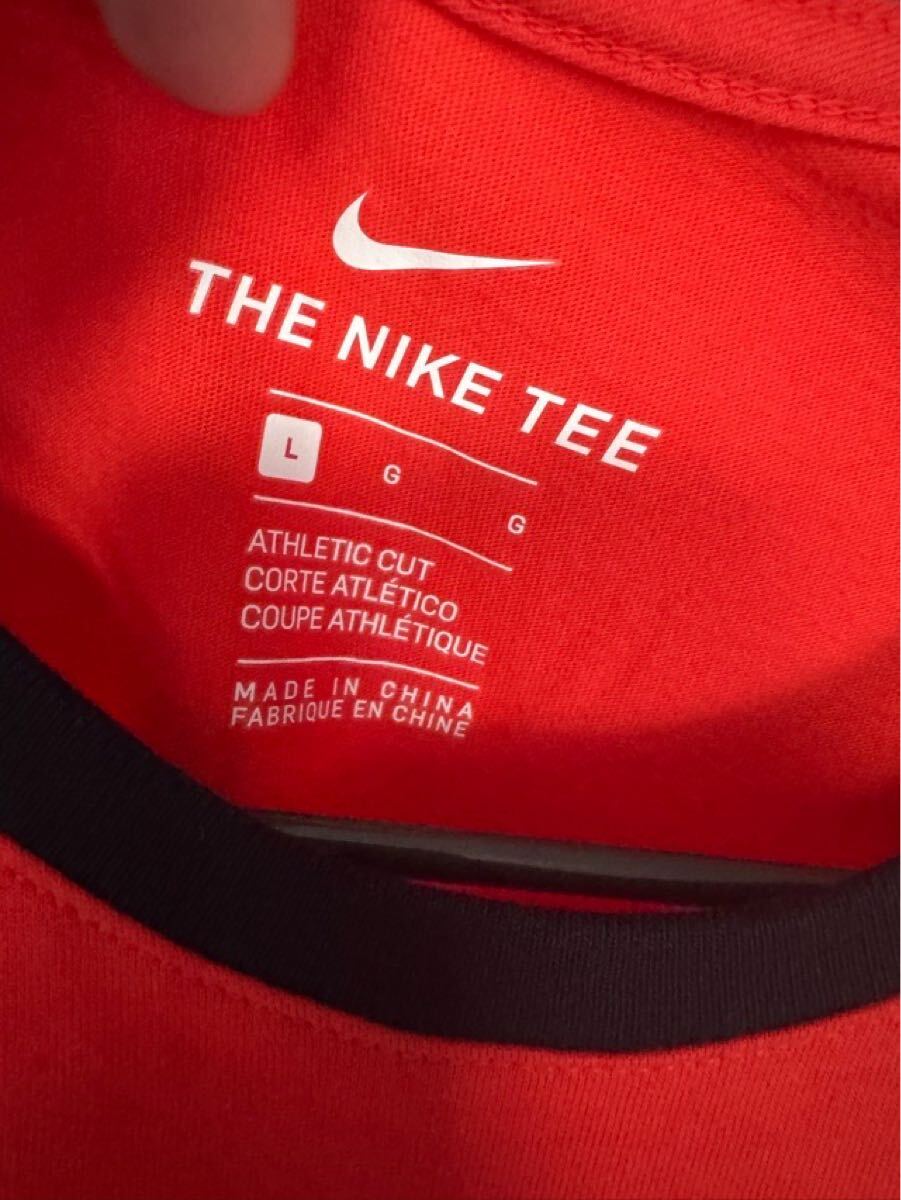 THE NIKE TEE
L G G
ATHLETIC CUT
CORTE ATLÉTICO
COUPE ATHLÉTIQUE
MADE IN CHINA
FABRIQUE EN CHINE